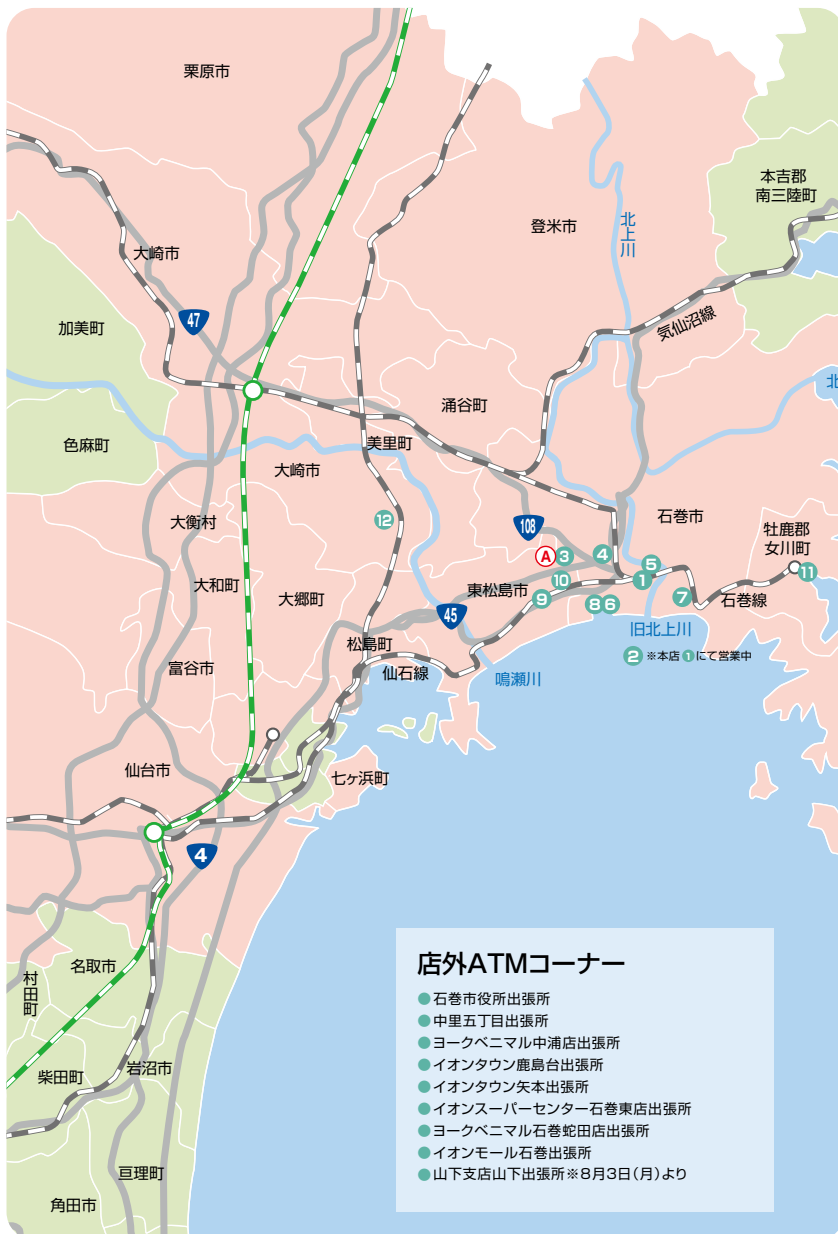 栗原市
本吉郡
南三陸町
登米市
北上川
大崎市
47
加美町
気仙沼線
北
涌谷町
色麻町
美里町
大崎市
12
108
石巻市
大衡村
牡鹿郡
女川町
A
3
4
5
11
大和町
大郷町
東松島市
10
1
9
8
6
7
石巻線
45
旧北上川
松島町
2
※本店1にて営業中
富谷市
仙石線
鳴瀬川
仙台市
七ヶ浜町
4
名取市
村田町
岩沼市
柴田町
亘理町
角田市
店外ATMコーナー
●石巻市役所出張所
●中里五丁目出張所
●ヨークベニマル中浦店出張所
●イオンタウン鹿島台出張所
●イオンタウン矢本出張所
●イオンスーパーセンター石巻東店出張所
●ヨークベニマル石巻蛇田店出張所
●イオンモール石巻出張所
●山下支店山下出張所※8月3日(月)より